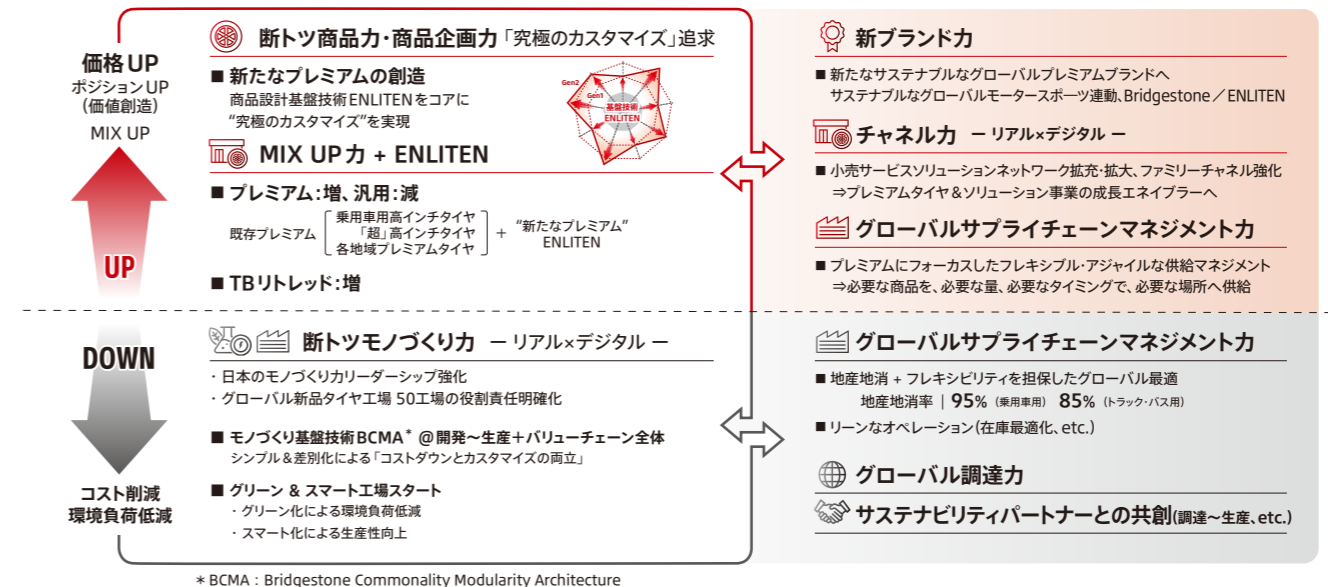 価格UP
ポジションUP
(価値創造)
MIX UP
UP
断トツ商品力・商品企画力「究極のカスタマイズ」追求
■ 新たなプレミアムの創造
商品設計基盤技術ENLITENをコアに
“究極のカスタマイズ”を実現
Gen2
Gen1
基盤技術
ENLITEN
MIX UP力 + ENLITEN
■ プレミアム:増、汎用:減
既存プレミアム
乗用車用高インチタイヤ
「超」高インチタイヤ
各地域プレミアムタイヤ
+
“新たなプレミアム”
ENLITEN
■ TBリトレッド:増
新ブランド力
■ 新たなサステナブルなグローバルプレミアムブランドへ
サステナブルなグローバルモータースポーツ連動、Bridgestone／ENLITEN
チャネル力 ー リアル×デジタル ー
■ 小売サービスソリューションネットワーク拡充・拡大、ファミリーチャネル強化
⇒プレミアムタイヤ&ソリューション事業の成長エネイブラーへ
グローバルサプライチェーンマネジメント力
■ プレミアムにフォーカスしたフレキシブル・アジャイルな供給マネジメント
⇒必要な商品を、必要な量、必要なタイミングで、必要な場所へ供給
DOWN
コスト削減
環境負荷低減
断トツモノづくり力 ー リアル×デジタル ー
・日本のモノづくり力リーダーシップ強化
・グローバル新品タイヤ工場 50工場の役割責任明確化
■ モノづくり基盤技術BCMA* @開発～生産+バリューチェーン全体
シンプル&差別化による「コストダウンとカスタマイズの両立」
■ グリーン & スマート工場スタート
・グリーン化による環境負荷低減
・スマート化による生産性向上
グローバルサプライチェーンマネジメント力
■ 地産地消 + フレキシビリティを担保したグローバル最適
地産地消率 | 95% (乗用車用) 85% (トラック・バス用)
■ リーンなオペレーション(在庫最適化、etc.)
グローバル調達力
サステナビリティパートナーとの共創(調達～生産、etc.)
* BCMA : Bridgestone Commonality Modularity Architecture